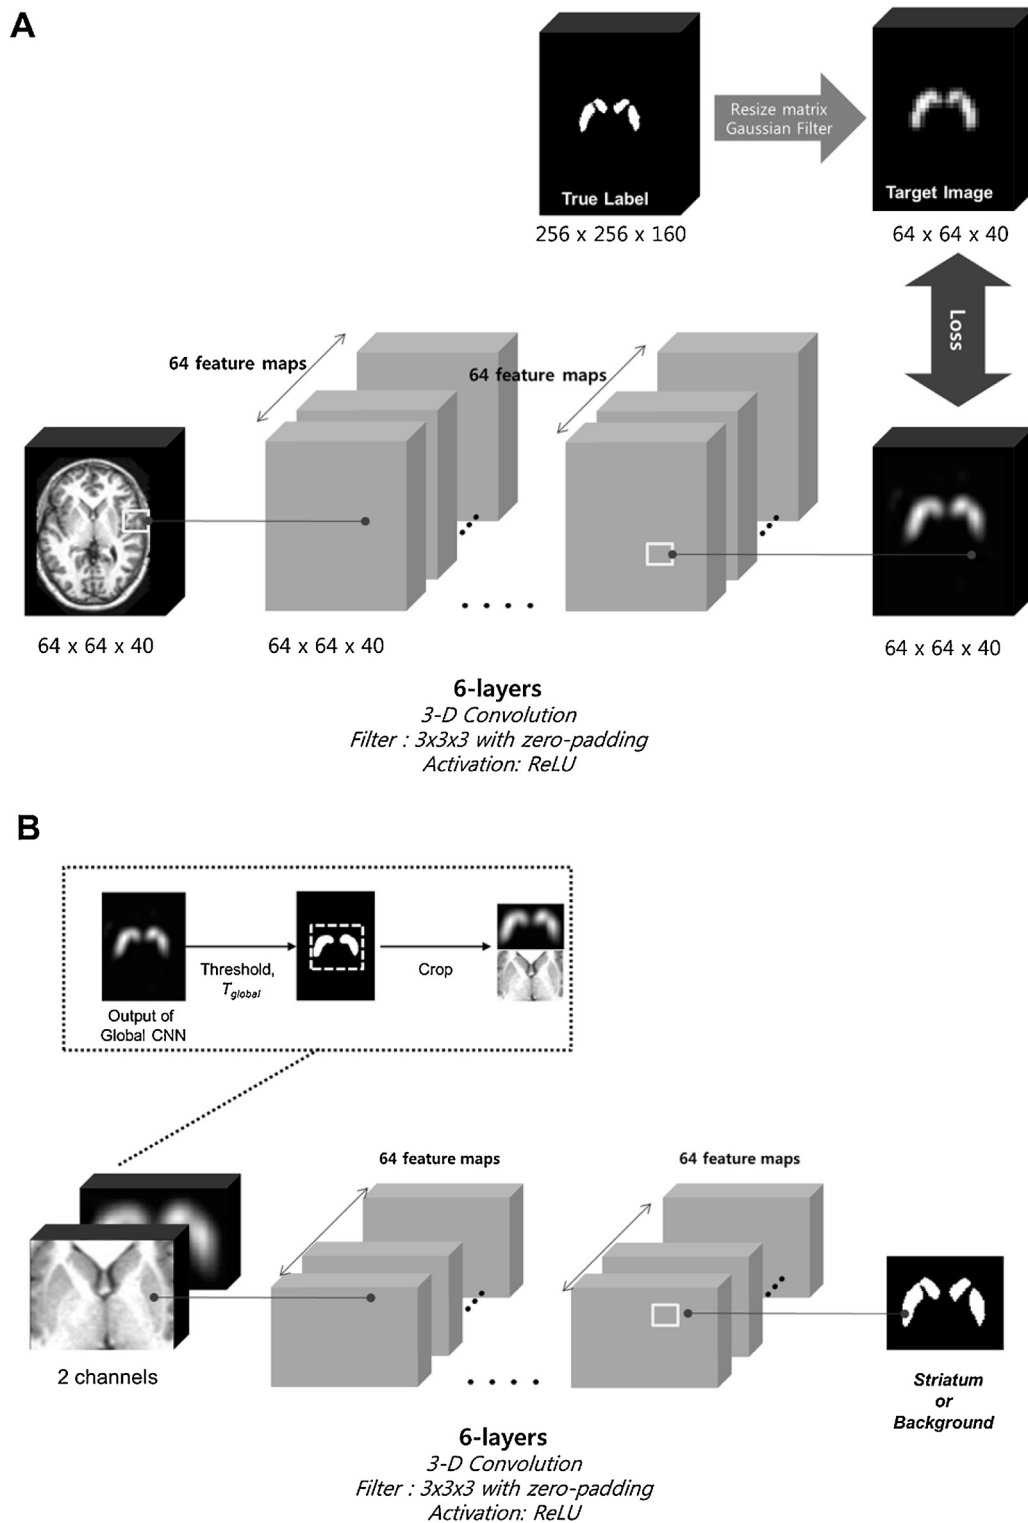 A
Resize matrix
Gaussian Filter
True Label
Target Image
256 x 256 x 160
64 x 64 x 40
Loss
64 feature maps
64 feature maps
64 x 64 x 40
64 x 64 x 40
64 x 64 x 40
6-layers
3-D Convolution
Filter : 3x3x3 with zero-padding
Activation: ReLU
B
Threshold,
Tglobal
Crop
Output of
Global CNN
64 feature maps
64 feature maps
2 channels
Striatum
or
Background
6-layers
3-D Convolution
Filter : 3x3x3 with zero-padding
Activation: ReLU